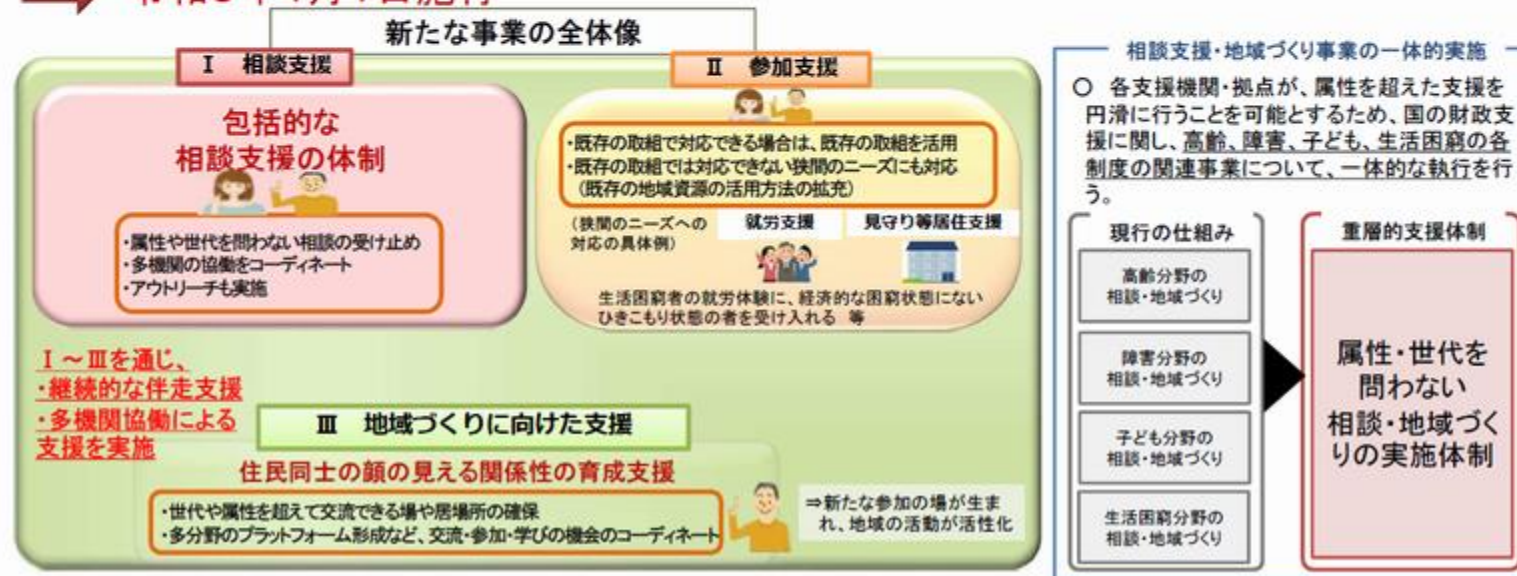 新たな事業の全体像
Ⅰ 相談支援
包括的な
相談支援の体制
・属性や世代を問わない相談の受け止め
・多機関の協働をコーディネート
・アウトリーチも実施
Ⅱ 参加支援
・既存の取組で対応できる場合は、既存の取組を活用
・既存の取組では対応できない狭間のニーズにも対応
(既存の地域資源の活用方法の拡充)
(狭間のニーズへの
対応の具体例)
就労支援
見守り等居住支援
生活困窮者の就労体験に、経済的な困窮状態にない
ひきこもり状態の者を受け入れる 等
Ⅰ～Ⅲを通じ、
・継続的な伴走支援
・多機関協働による
支援を実施
Ⅲ 地域づくりに向けた支援
住民同士の顔の見える関係性の育成支援
・世代や属性を超えて交流できる場や居場所の確保
・多分野のプラットフォーム形成など、交流・参加・学びの機会のコーディネート
⇒新たな参加の場が生ま
れ、地域の活動が活性化
相談支援・地域づくり事業の一体的実施
○ 各支援機関・拠点が、属性を超えた支援を
円滑に行うことを可能とするため、国の財政支
援に関し、高齢、障害、子ども、生活困窮の各
制度の関連事業について、一体的な執行を行
う。
現行の仕組み
高齢分野の
相談・地域づくり
障害分野の
相談・地域づくり
子ども分野の
相談・地域づくり
生活困窮分野の
相談・地域づくり
重層的支援体制
属性・世代を
問わない
相談・地域づく
りの実施体制